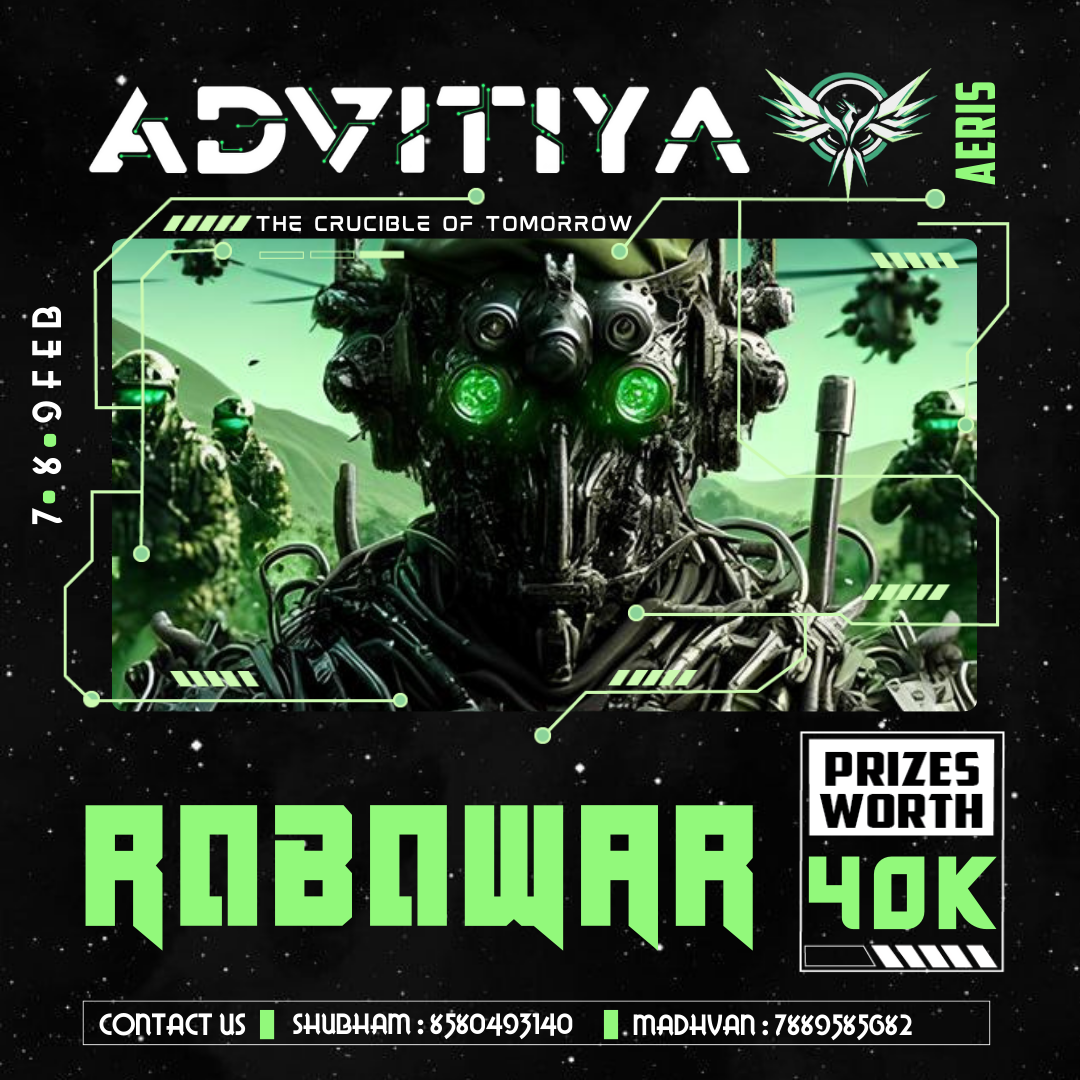 ADVITIYA
AERIS
THE CRUCIBLE OF TOMORROW
7•8•9 FEB
PRIZES
WORTH
40K
ROBOWAR
CONTACT US
SHUBHAM : 8580493140
MADHVAN : 7889585682